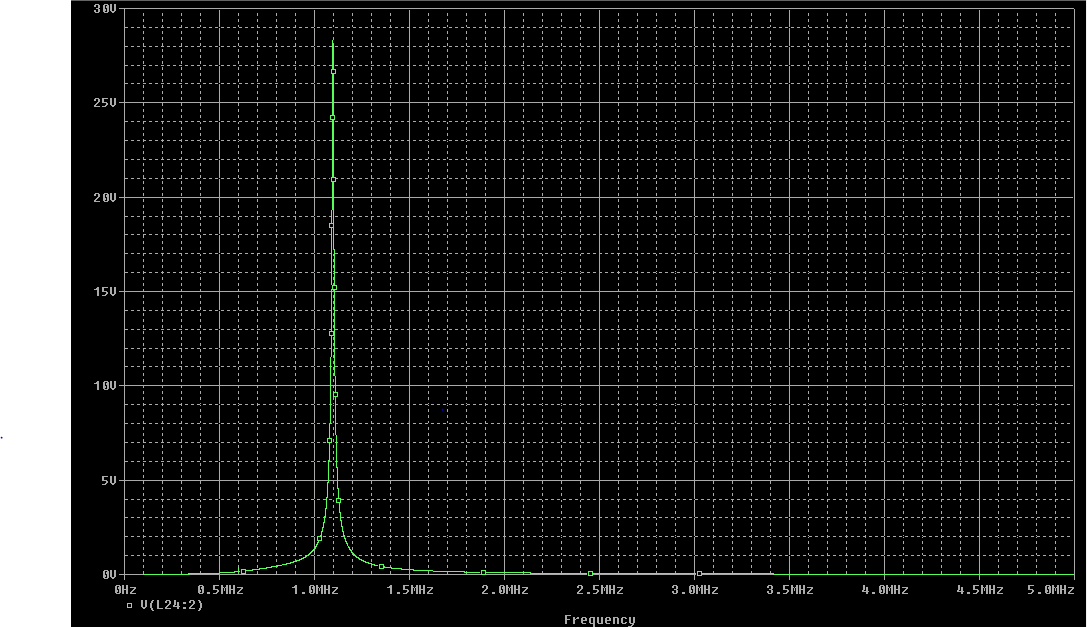 30V
25V
20V
15V
10V
5V
0V
0Hz 0.5MHz 1.0MHz 1.5MHz 2.0MHz 2.5MHz 3.0MHz 3.5MHz 4.0MHz 4.5MHz 5.0MHz
V(L24:2)
Frequency